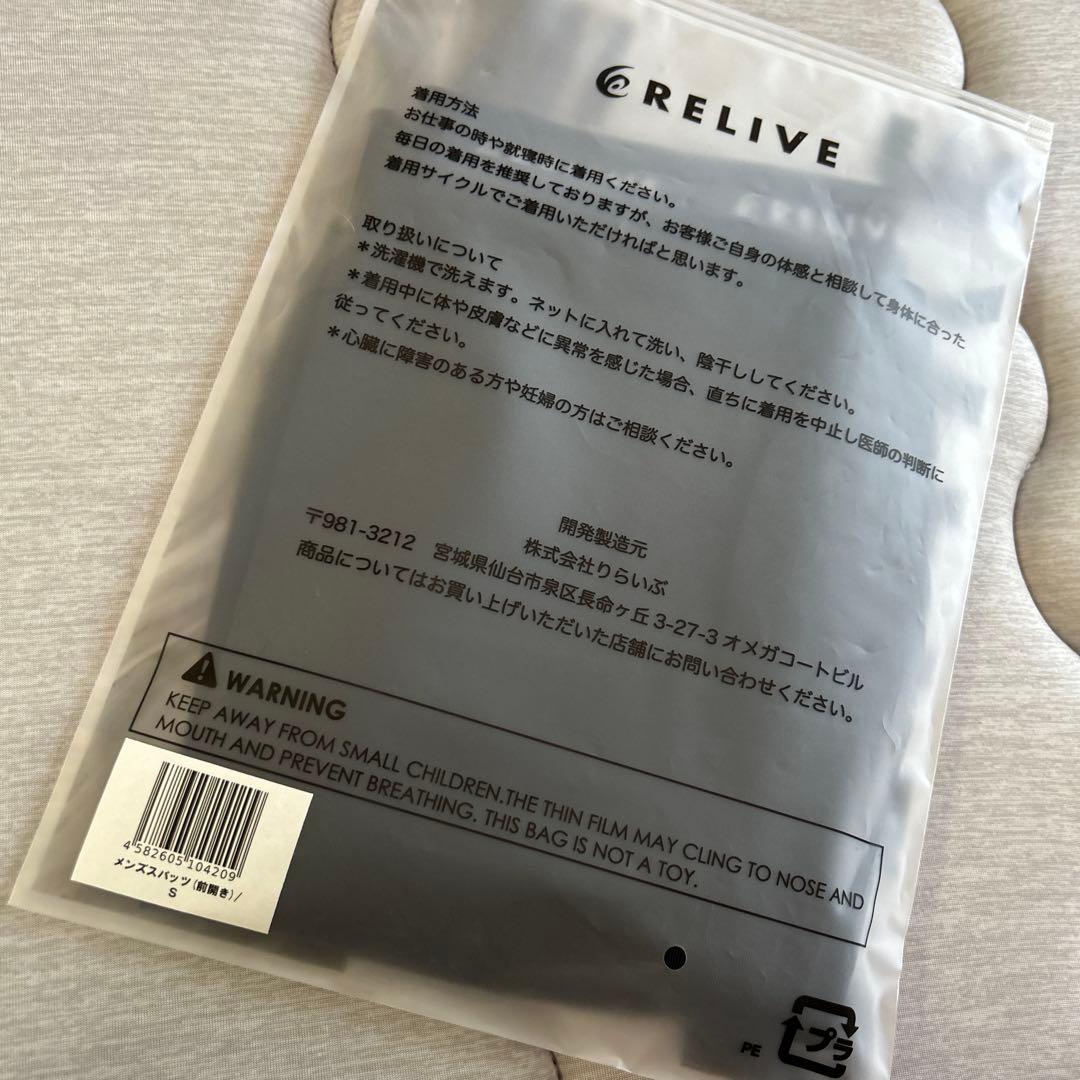 RELIVE
着用方法
お仕事の時や就寝時に着用ください。
毎日の着用を推奨しておりますが、お客様ご自身の体感と相談して身体に合った
着用サイクルでご着用いただければと思います。
取り扱いについて
＊洗濯機で洗えます。ネットに入れて洗い、陰干ししてください。
＊着用中に体や皮膚などに異常を感じた場合、直ちに着用を中止し医師の判断に
従ってください。
＊心臓に障害のある方や妊婦の方はご相談ください。
開発製造元
株式会社りらいぶ
〒981-3212 宮城県仙台市泉区長命ヶ丘 3-27-3 オメガコートビル
商品についてはお買い上げいただいた店舗にお問い合わせください。
WARNING
KEEP AWAY FROM SMALL CHILDREN.THE THIN FILM MAY CLING TO NOSE AND
MOUTH AND PREVENT BREATHING. THIS BAG IS NOT A TOY.
4 582605 104209
メンズスパッツ(前開き)/
S
PE
プラ